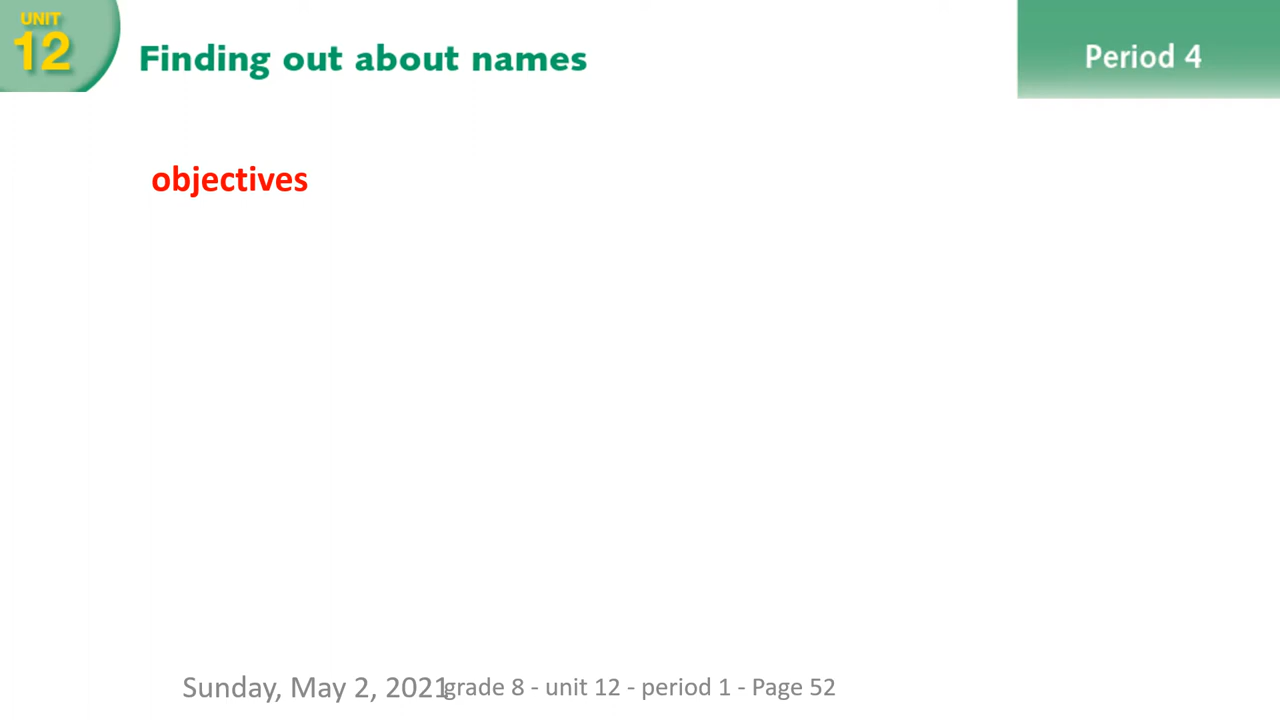 UNIT
12
Finding out about names
Period 4
objectives
Sunday, May 2, 2021
grade 8 - unit 12 - period 1 - Page 52